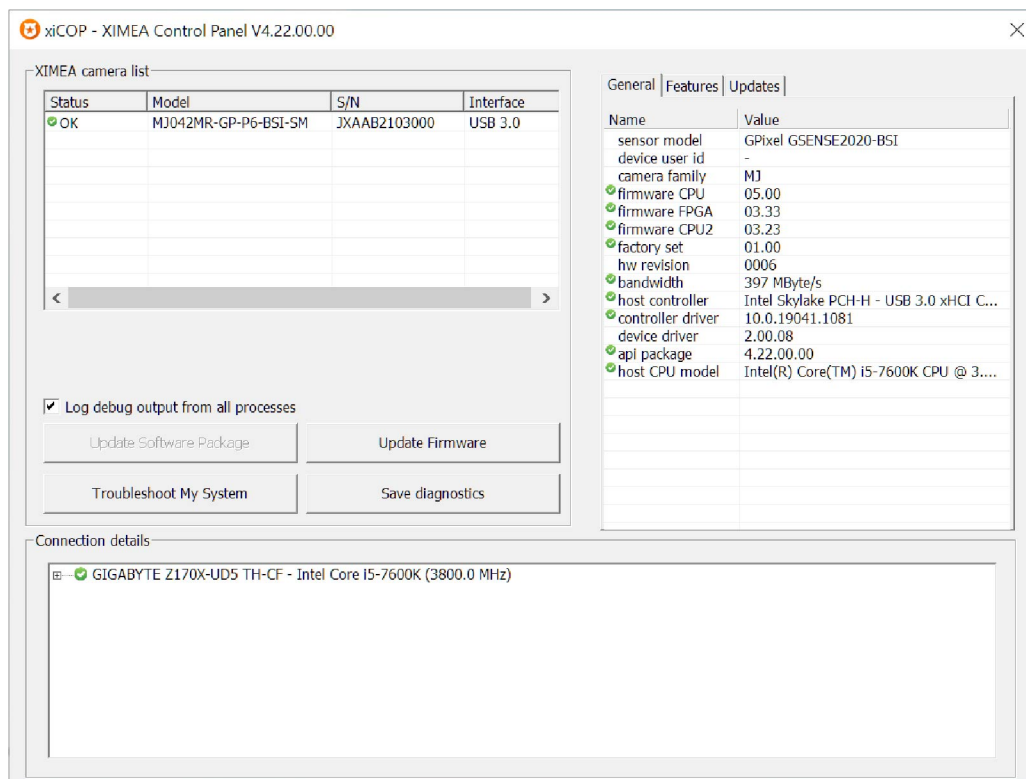 xiCOP - XIMEA Control Panel V4.22.00.00
XIMEA camera list
Status Model S/N Interface
OK MJ042MR-GP-P6-BSI-SM JXAAB2103000 USB 3.0
Log debug output from all processes
Update Software Package Update Firmware
Troubleshoot My System Save diagnostics
General Features Updates
Name Value
sensor model GPixel GSENSE2020-BSI
device user id -
camera family MJ
firmware CPU 05.00
firmware FPGA 03.33
firmware CPU2 03.23
factory set 01.00
hw revision 0006
bandwidth 397 MByte/s
host controller Intel Skylake PCH-H - USB 3.0 xHCI C...
controller driver 10.0.19041.1081
device driver 2.00.08
api package 4.22.00.00
host CPU model Intel(R) Core(TM) i5-7600K CPU @ 3....
Connection details
GIGABYTE Z170X-UD5 TH-CF - Intel Core i5-7600K (3800.0 MHz)